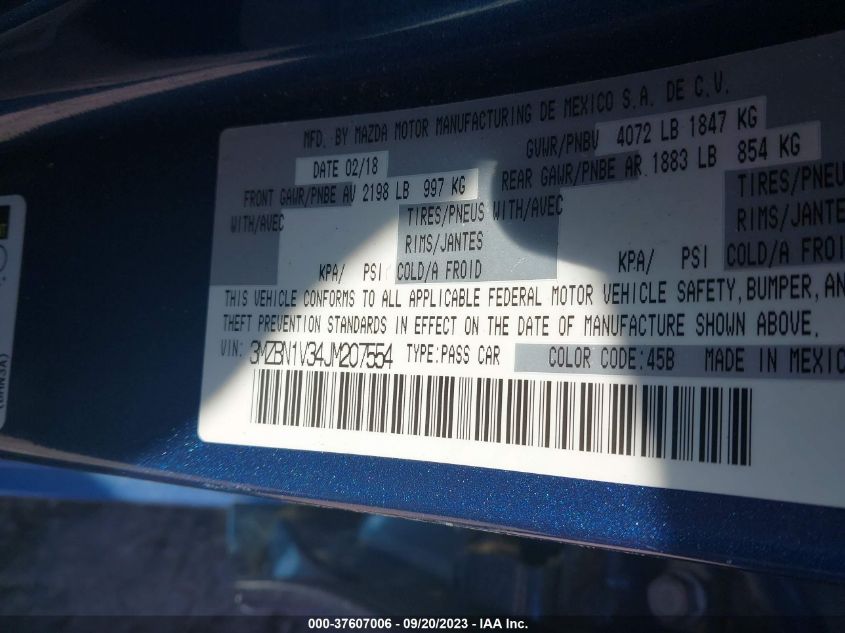 MFD. BY MAZDA MOTOR MANUFACTURING DE MEXICO S.A. DE C.V.
DATE 02/18 GVWR/PNBV 4072 LB 1847 KG
FRONT GAWR/PNBE AV 2198 LB 997 KG REAR GAWR/PNBE AR 1883 LB 854 KG
WITH/AVEC TIRES/PNEUS WITH/AVEC TIRES/PNEUS
RIMS/JANTES RIMS/JANTES
KPA/ PSI COLD/A FROID KPA/ PSI COLD/A FROID
THIS VEHICLE CONFORMS TO ALL APPLICABLE FEDERAL MOTOR VEHICLE SAFETY, BUMPER, AN
THEFT PREVENTION STANDARDS IN EFFECT ON THE DATE OF MANUFACTURE SHOWN ABOVE.
VIN: 3MZBN1V34JM207554 TYPE:PASS CAR COLOR CODE:45B MADE IN MEXIC
(BHN3A)
000-37607006 - 09/20/2023 - IAA Inc.